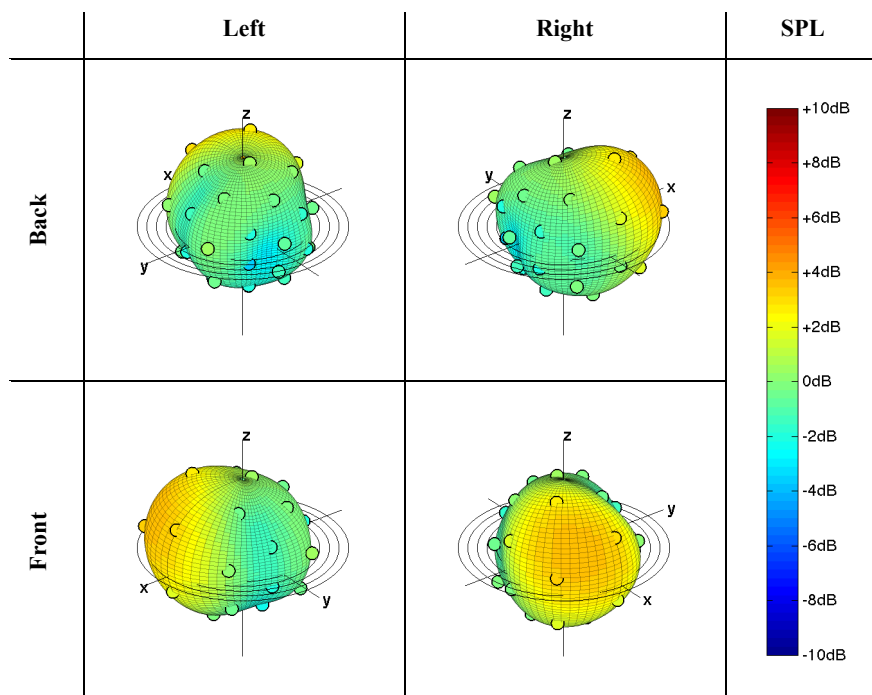 Left Right SPL
Back
z
x
y
z
y
x
Front
z
x
y
z
y
x
+10dB
+8dB
+6dB
+4dB
+2dB
0dB
-2dB
-4dB
-6dB
-8dB
-10dB